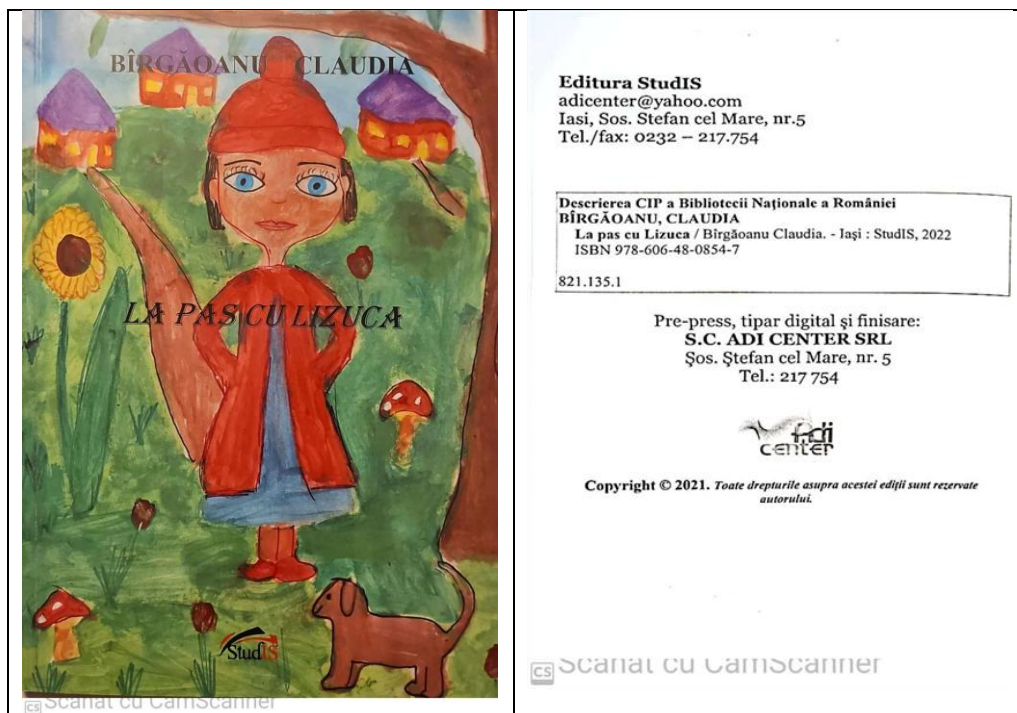 BÎRGĂOANU CLAUDIA
LA PAS CU LIZUCA
StudIS
CS Scanat cu CamScanner
Editura StudIS
adicenter@yahoo.com
Iasi, Sos. Stefan cel Mare, nr.5
Tel./fax: 0232 – 217.754
Descrierea CIP a Bibliotecii Naţionale a României
BÎRGĂOANU, CLAUDIA
La pas cu Lizuca / Bîrgăoanu Claudia. - Iaşi : StudIS, 2022
ISBN 978-606-48-0854-7
821.135.1
Pre-press, tipar digital şi finisare:
S.C. ADI CENTER SRL
Şos. Ştefan cel Mare, nr. 5
Tel.: 217 754
adi
center
Copyright © 2021. Toate drepturile asupra acestei ediţii sunt rezervate
autorului.
CS Scanat cu CamScanner